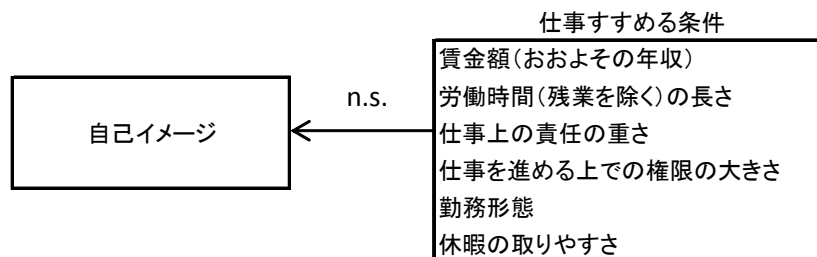 仕事すすめる条件
賃金額(おおよその年収)
n.s.
労働時間(残業を除く)の長さ
自己イメージ
仕事上の責任の重さ
仕事を進める上での権限の大きさ
勤務形態
休暇の取りやすさ